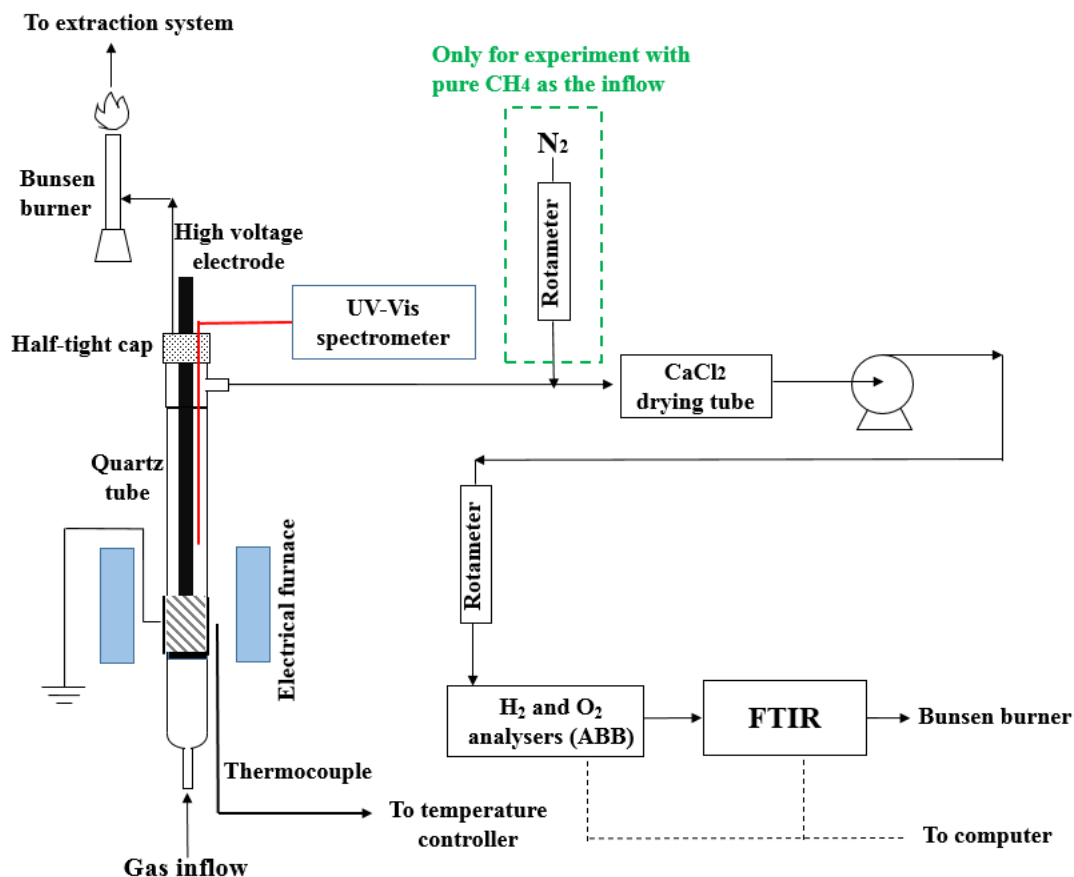 To extraction system
Only for experiment with
pure CH4 as the inflow
N2
Bunsen
burner
Rotameter
High voltage
electrode
UV-Vis
spectrometer
Half-tight cap
CaCl2
drying tube
Quartz
tube
Rotameter
Electrical furnace
H2 and O2
analysers (ABB)
FTIR
Bunsen burner
Thermocouple
To temperature
controller
To computer
Gas inflow